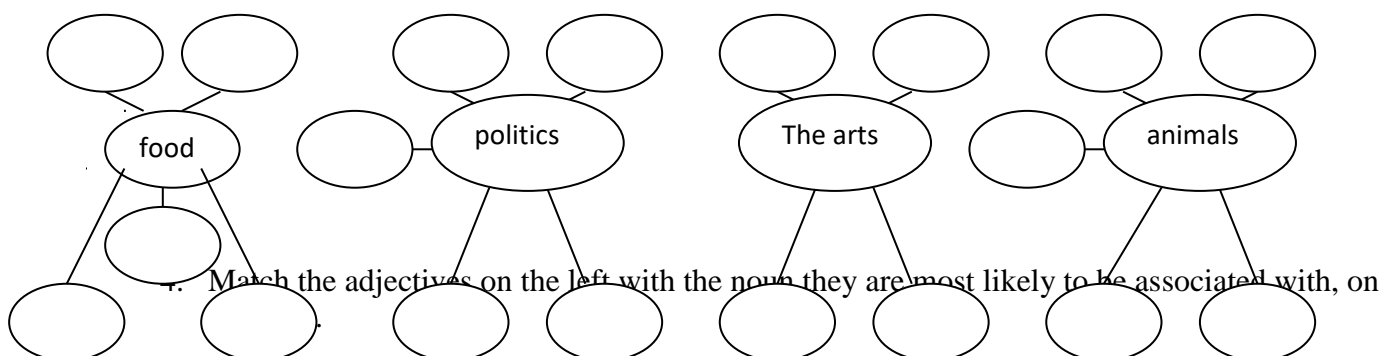 food
politics
The arts
animals
4. Match the adjectives on the left with the noun they are most likely to be associated with, on
.